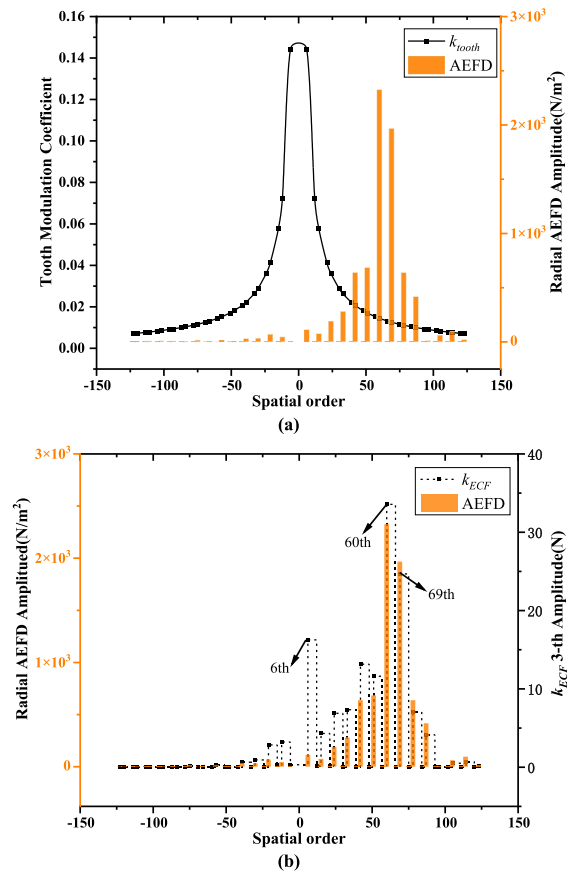 0.16
0.14
0.12
0.10
0.08
0.06
0.04
0.02
0.00
Tooth Modulation Coefficient
k_tooth
AEFD
3×10³
2×10³
1×10³
0
Radial AEFD Amplitude(N/m²)
-150 -100 -50 0 50 100 150
Spatial order
(a)
3×10³
2×10³
1×10³
0
Radial AEFD Amplitued(N/m²)
k_ECF
AEFD
60th
69th
6th
40
30
20
10
0
k_ECF 3-th Amplitude(N)
-150 -100 -50 0 50 100 150
Spatial order
(b)